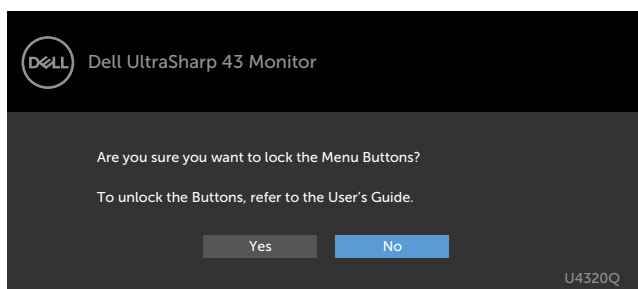 DELL
Dell UltraSharp 43 Monitor
Are you sure you want to lock the Menu Buttons?
To unlock the Buttons, refer to the User’s Guide.
Yes No
U4320Q